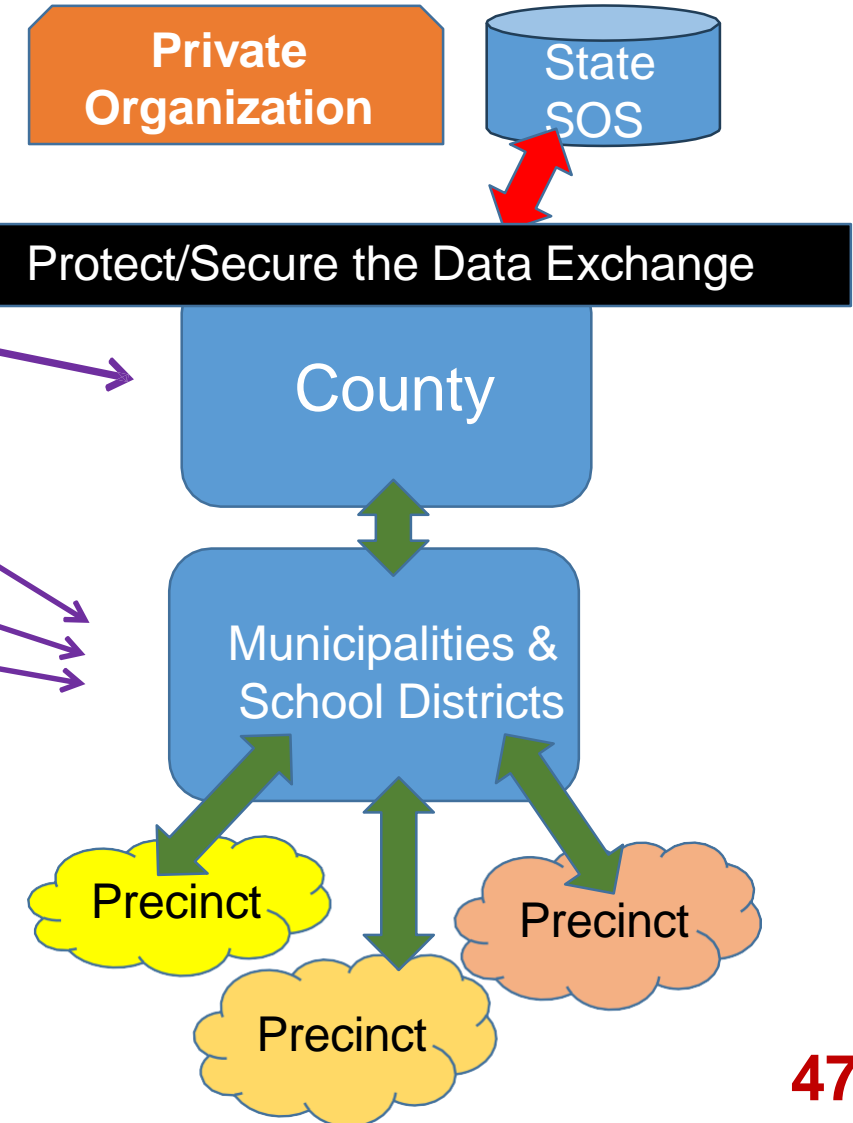 Private
Organization
State
SOS
Protect/Secure the Data Exchange
County
Municipalities &
School Districts
Precinct
Precinct
Precinct
47